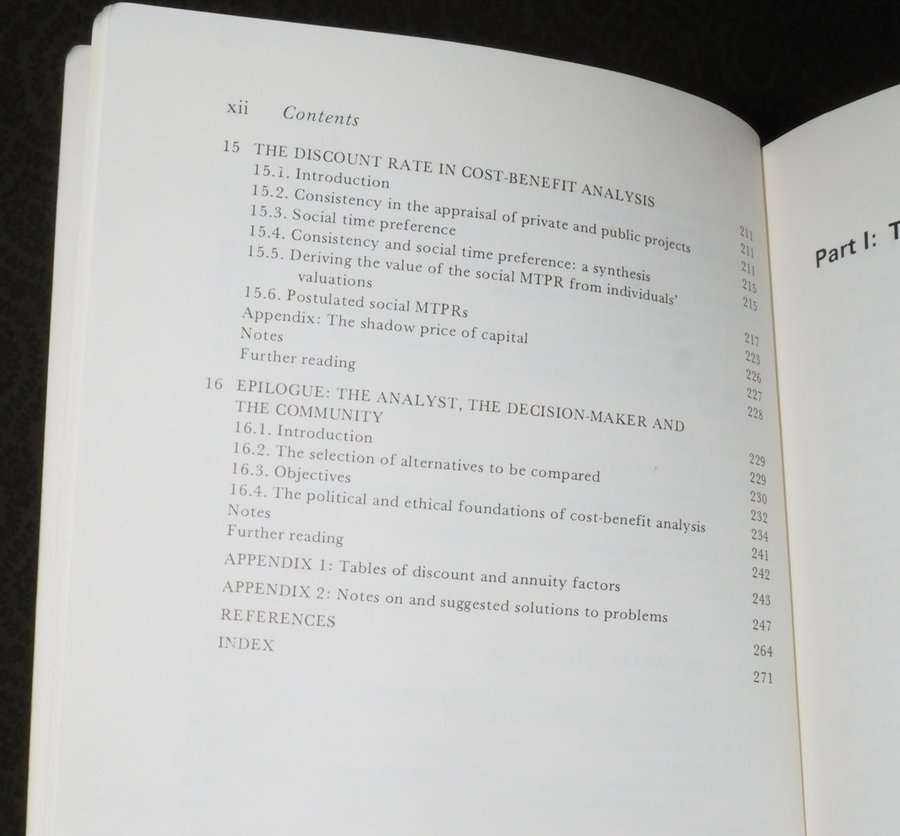 xii Contents
15 THE DISCOUNT RATE IN COST-BENEFIT ANALYSIS 211
15.1. Introduction 211
15.2. Consistency in the appraisal of private and public projects 211
15.3. Social time preference 215
15.4. Consistency and social time preference: a synthesis 215
15.5. Deriving the value of the social MTPR from individuals'
valuations 217
15.6. Postulated social MTPRs 223
Appendix: The shadow price of capital 226
Notes 227
Further reading 228
16 EPILOGUE: THE ANALYST, THE DECISION-MAKER AND
THE COMMUNITY 229
16.1. Introduction 229
16.2. The selection of alternatives to be compared 230
16.3. Objectives 232
16.4. The political and ethical foundations of cost-benefit analysis 234
Notes 241
Further reading 242
APPENDIX 1: Tables of discount and annuity factors 243
APPENDIX 2: Notes on and suggested solutions to problems 247
REFERENCES 264
INDEX 271
Part I: T